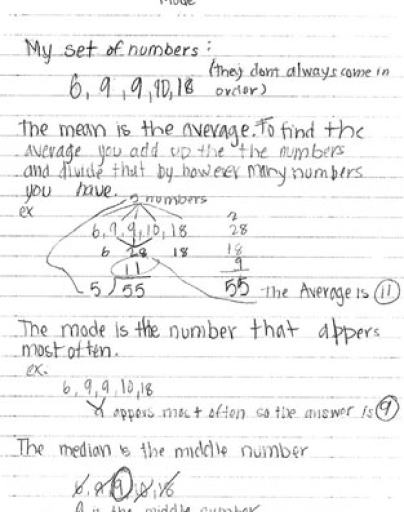 Mode
My set of numbers:
(they dont always come in
6, 9, 9, 10, 18 order)
The mean is the average. To find the
average you add up the the numbers
and divide that by however many numbers
you have.
ex 5 numbers
6, 9, 9, 10, 18
2
28
6 28 18
18
11
9
5 55
55 - The Average is 11
The mode is the number that appers
most often.
ex.
6, 9, 9, 10, 18
appers most often so the answer is 9
The median is the middle number
6, 9, 9, 10, 18
9 is the middle number